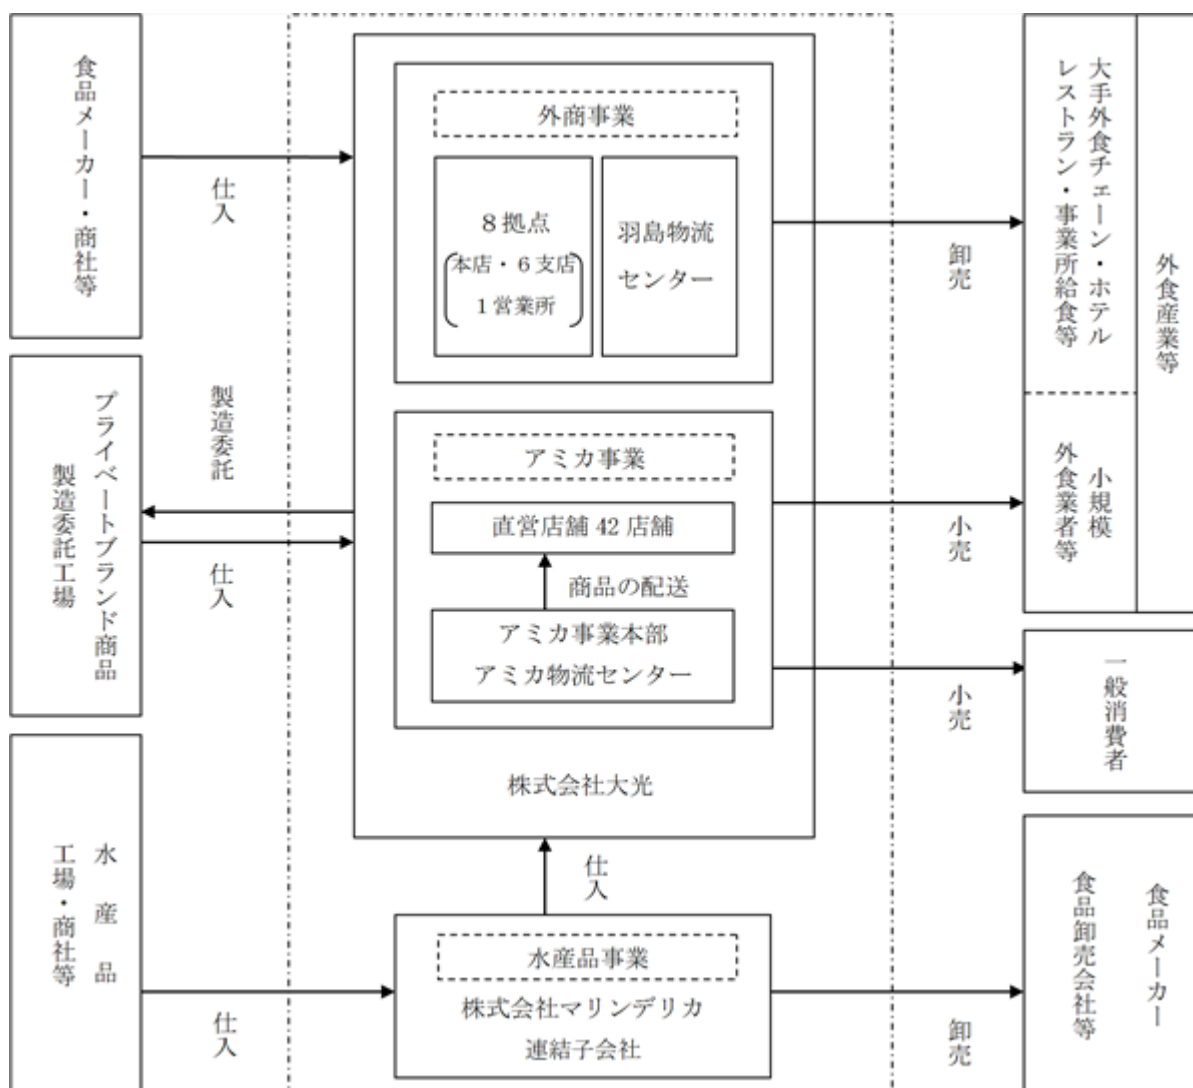 食品メーカー・商社等
仕入
プライベートブランド商品
製造委託工場
製造委託
仕入
水産品
工場・商社等
仕入
外商事業
8拠点
本店・6支店
1営業所
羽島物流
センター
アミカ事業
直営店舗42店舗
商品の配送
アミカ事業本部
アミカ物流センター
株式会社大光
仕入
水産品事業
株式会社マリンデリカ
連結子会社
卸売
小売
小売
卸売
外食産業等
大手外食チェーン・ホテル
レストラン・事業所給食等
小規模
外食業者等
一般消費者
食品メーカー
食品卸売会社等